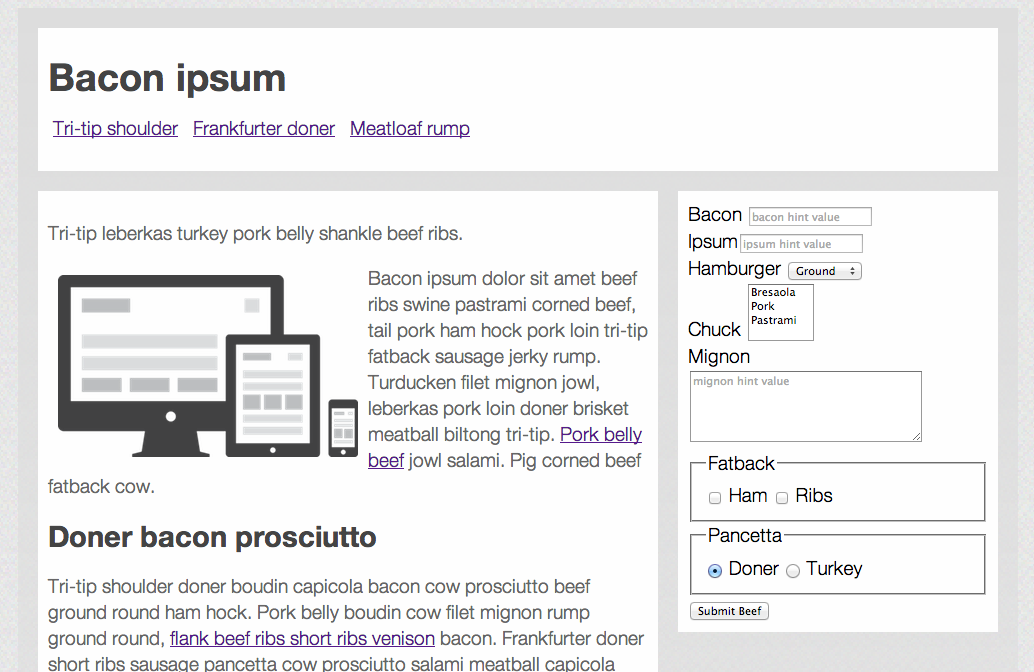 Bacon ipsum
Tri-tip shoulder Frankfurter doner Meatloaf rump
Tri-tip leberkas turkey pork belly shankle beef ribs.
Bacon ipsum dolor sit amet beef
ribs swine pastrami corned beef,
tail pork ham hock pork loin tri-tip
fatback sausage jerky rump.
Turducken filet mignon jowl,
leberkas pork loin doner brisket
meatball biltong tri-tip. Pork belly
beef jowl salami. Pig corned beef
fatback cow.
Doner bacon prosciutto
Tri-tip shoulder doner boudin capicola bacon cow prosciutto beef
ground round ham hock. Pork belly boudin cow filet mignon rump
ground round, flank beef ribs short ribs venison bacon. Frankfurter doner
short ribs sausage pancetta cow prosciutto salami meatball capicola
Bacon bacon hint value
Ipsum ipsum hint value
Hamburger Ground
Bresaola
Pork
Pastrami
Chuck
Mignon
mignon hint value
Fatback
Ham Ribs
Pancetta
Doner Turkey
Submit Beef